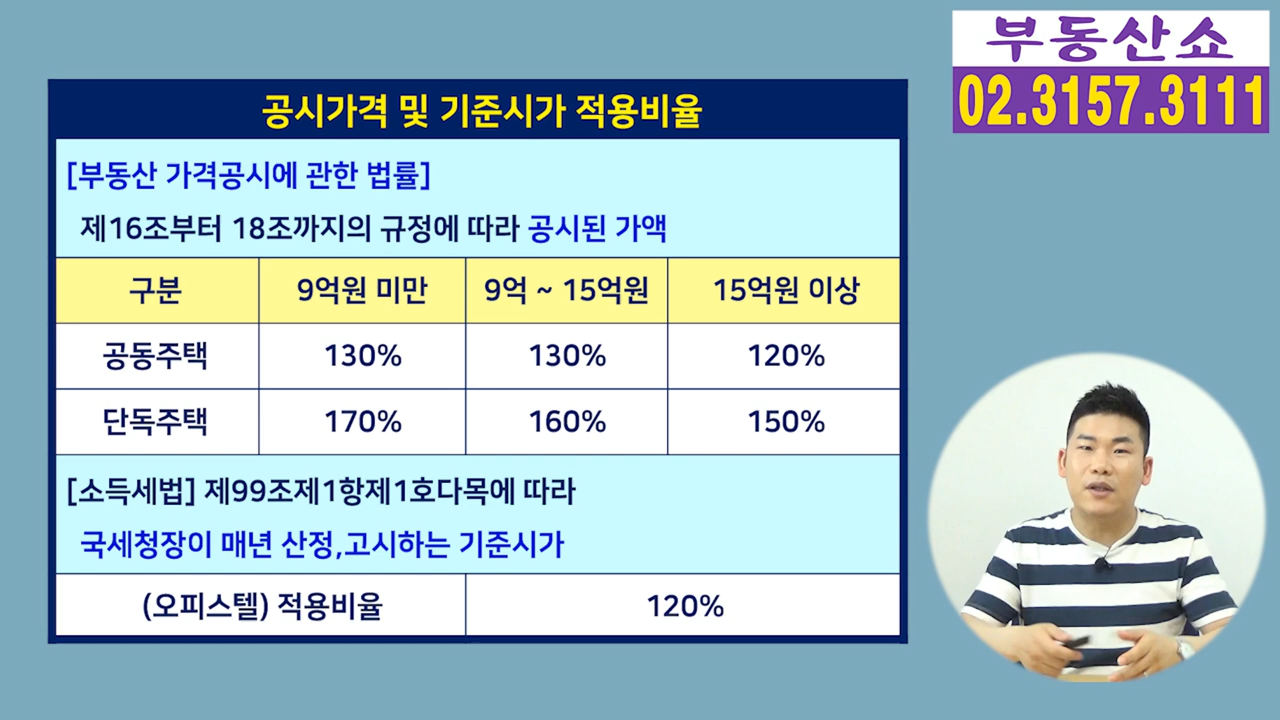 부동산쇼
02.3157.3111
공시가격 및 기준시가 적용비율
[부동산 가격공시에 관한 법률]
제16조부터 18조까지의 규정에 따라 공시된 가액
구분 9억원 미만 9억 ~ 15억원 15억원 이상
공동주택 130% 130% 120%
단독주택 170% 160% 150%
[소득세법] 제99조제1항제1호다목에 따라
국세청장이 매년 산정,고시하는 기준시가
(오피스텔) 적용비율 120%